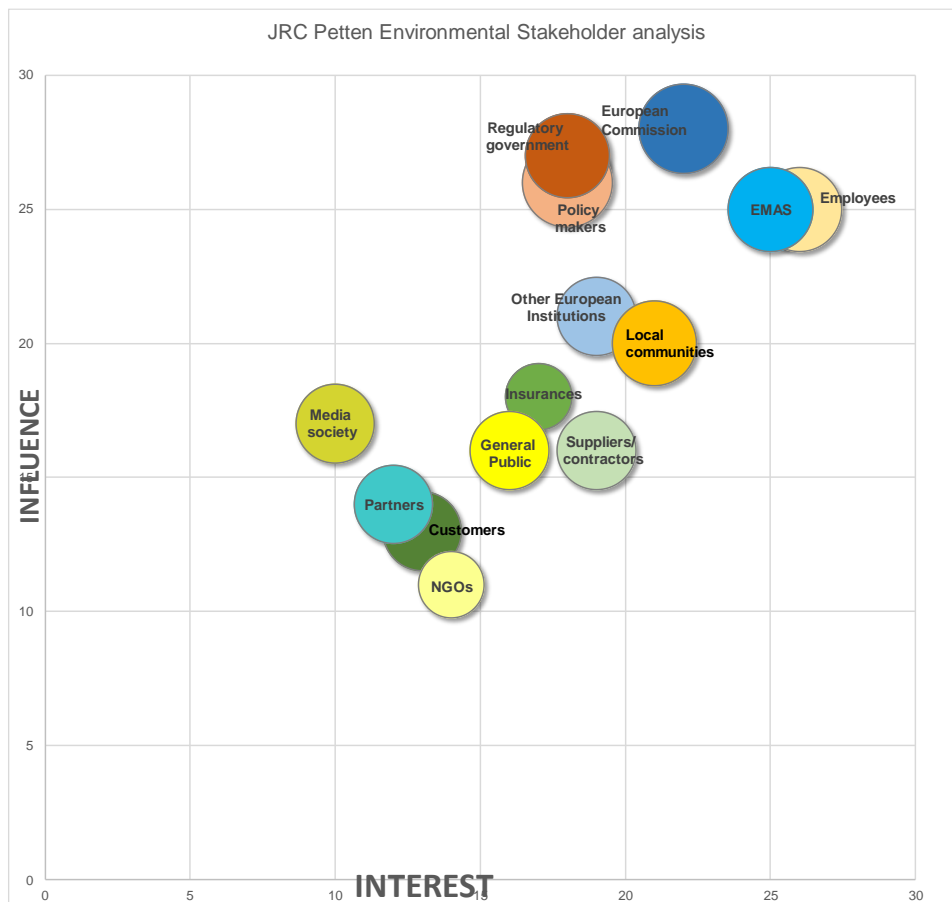 JRC Petten Environmental Stakeholder analysis
30
25
20
15
10
5
0
INFLUENCE
European
Commission
Regulatory
government
Policy
makers
EMAS
Employees
Other European
Institutions
Local
communities
Insurances
Media
society
General
Public
Suppliers/
contractors
Partners
Customers
NGOs
0
5
10
15
20
25
30
INTEREST